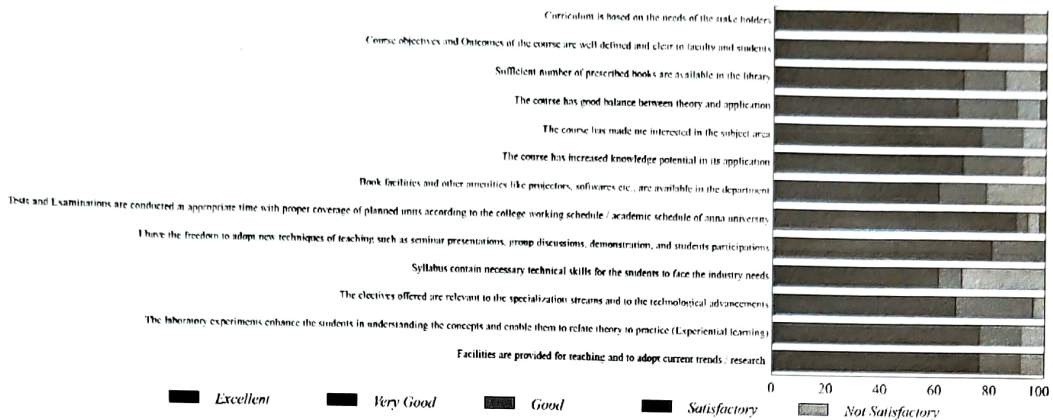 Curriculum is based on the needs of the stake holders
Course objectives and Outcomes of the course are well defined and clear to faculty and students
Sufficient number of prescribed books are available in the library
The course has good balance between theory and application
The course has made me interested in the subject area
The course has increased knowledge potential in its application
Book facilities and other amenities like projectors, softwares etc., are available in the department
Tests and Examinations are conducted at appropriate time with proper coverage of planned units according to the college working schedule / academic schedule of anna university
I have the freedom to adopt new techniques of teaching such as seminar presentations, group discussions, demonstration, and students participations
Syllabus contain necessary technical skills for the students to face the industry needs
The electives offered are relevant to the specialization streams and to the technological advancements
The laboratory experiments enhance the students in understanding the concepts and enable them to relate theory to practice (Experiential learning)
Facilities are provided for teaching and to adopt current trends / research
0 20 40 60 80 100
Excellent Very Good Good Satisfactory Not Satisfactory